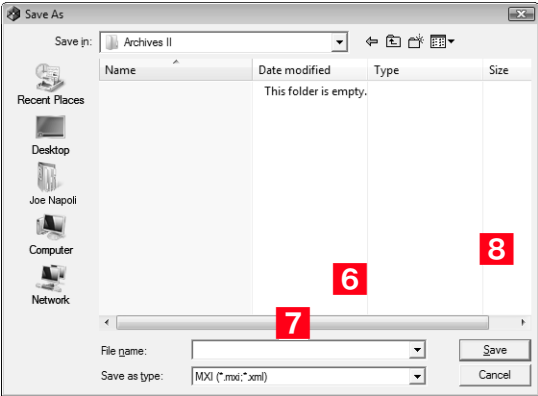 Save As
Save in:
Archives II
Name Date modified Type Size
This folder is empty.
Recent Places
Desktop
Joe Napoli
Computer
Network
8
6
7
File name:
Save
Save as type:
MXI (*.mxi;*.xml)
Cancel